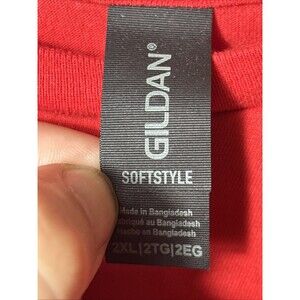 GILDAN®
SOFTSTYLE
Made in Bangladesh
Fabriqué au Bangladesh
Hecho en Bangladesh
2XL|2TG|2EG